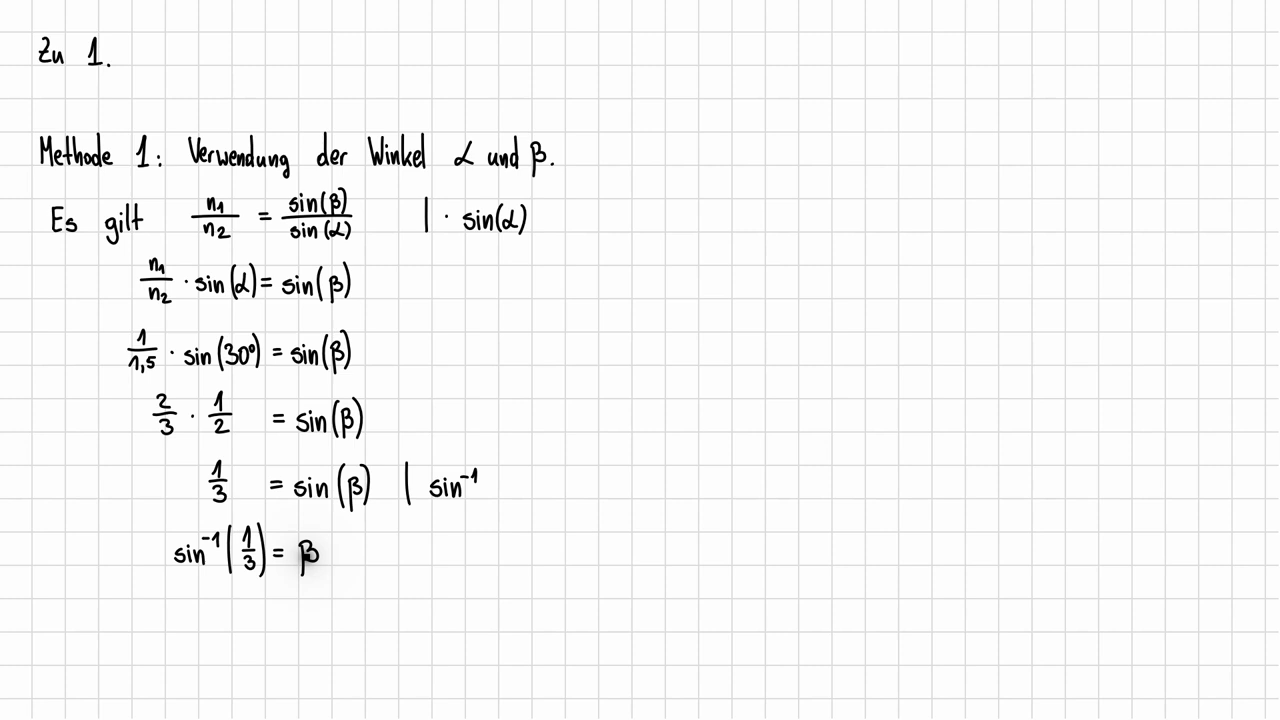 Zu 1.
Methode 1: Verwendung der Winkel α und β.
Es gilt n₁/n₂ = sin(β)/sin(α) | · sin(α)
n₁/n₂ · sin(α) = sin(β)
1/1,5 · sin(30°) = sin(β)
2/3 · 1/2 = sin(β)
1/3 = sin(β) | sin⁻¹
sin⁻¹(1/3) = β